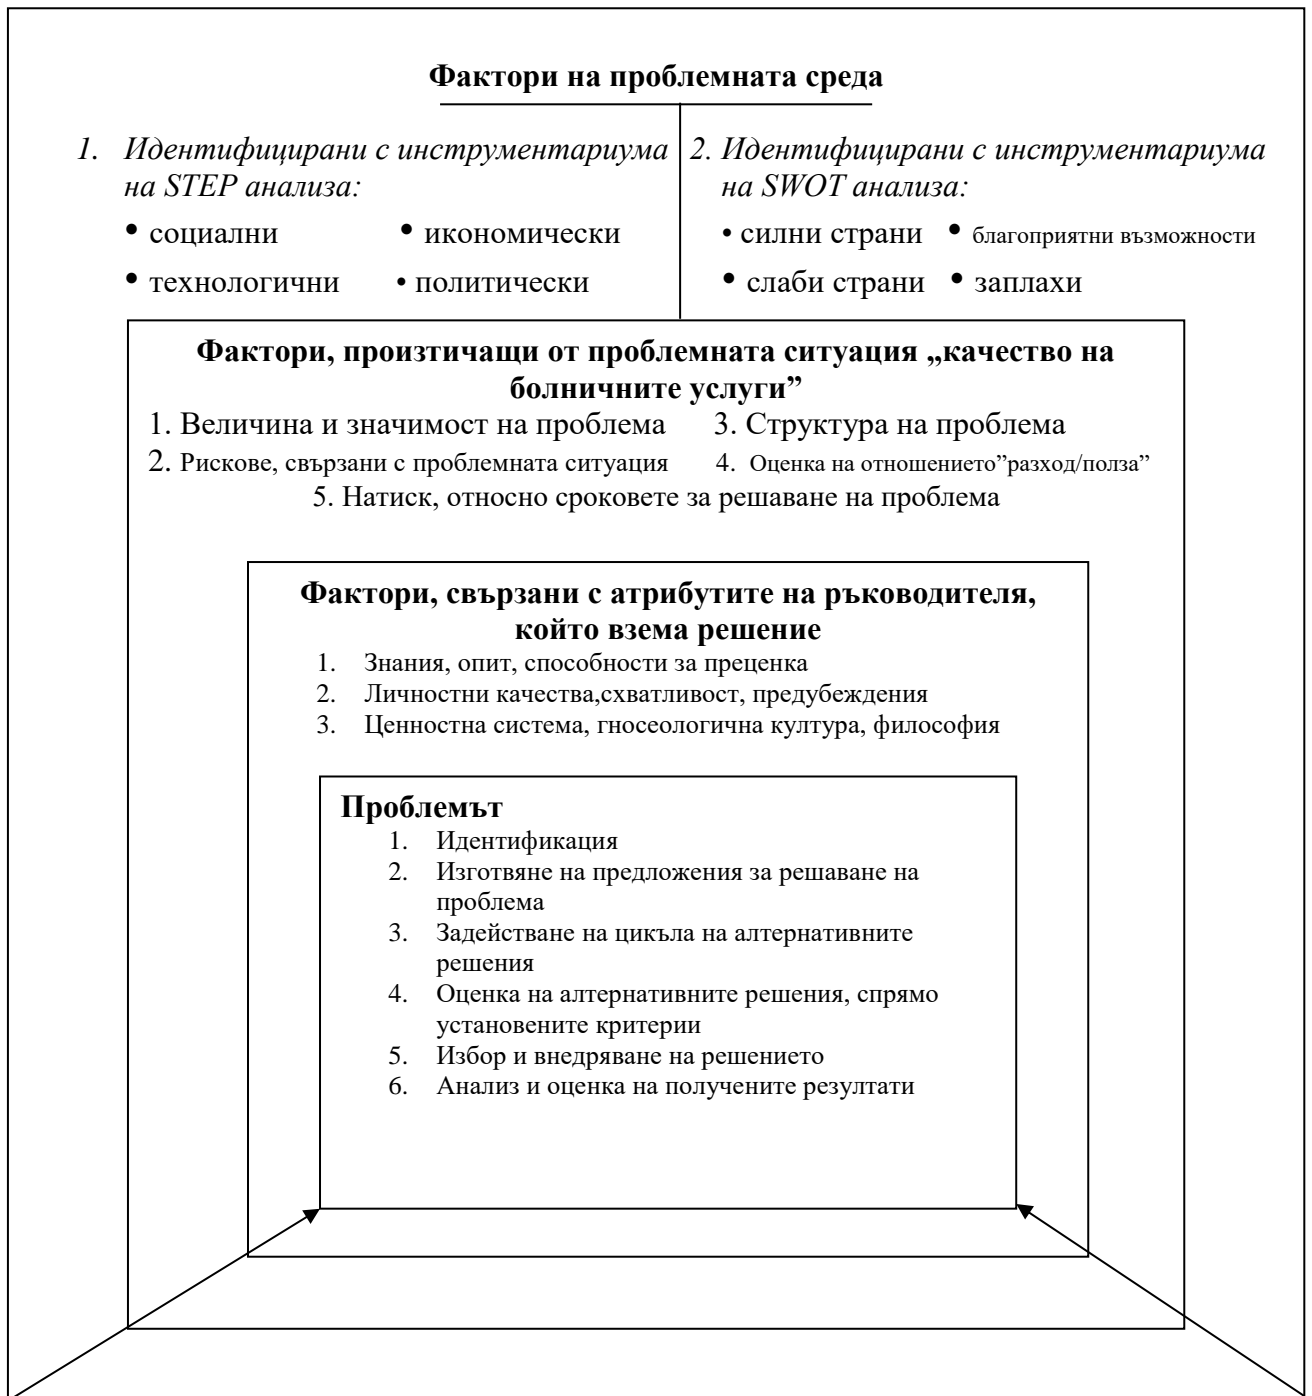 Фактори на проблемната среда
1. Идентифицирани с инструментариума
на STEP анализа:
• социални • икономически
• технологични • политически
2. Идентифицирани с инструментариума
на SWOT анализа:
• силни страни • благоприятни възможности
• слаби страни • заплахи
Фактори, произтичащи от проблемната ситуация „качество на
болничните услуги”
1. Величина и значимост на проблема 3. Структура на проблема
2. Рискове, свързани с проблемната ситуация 4. Оценка на отношението”разход/полза”
5. Натиск, относно сроковете за решаване на проблема
Фактори, свързани с атрибутите на ръководителя,
който взема решение
1. Знания, опит, способности за преценка
2. Личностни качества,схватливост, предубеждения
3. Ценностна система, гносеологична култура, философия
Проблемът
1. Идентификация
2. Изготвяне на предложения за решаване на
проблема
3. Задействане на цикъла на алтернативните
решения
4. Оценка на алтернативните решения, спрямо
установените критерии
5. Избор и внедряване на решението
6. Анализ и оценка на получените резултати